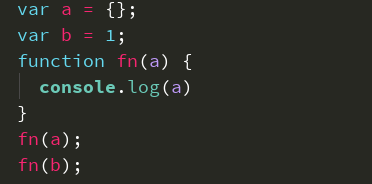 var a = {};
var b = 1;
function fn(a) {
  console.log(a)
}
fn(a);
fn(b);